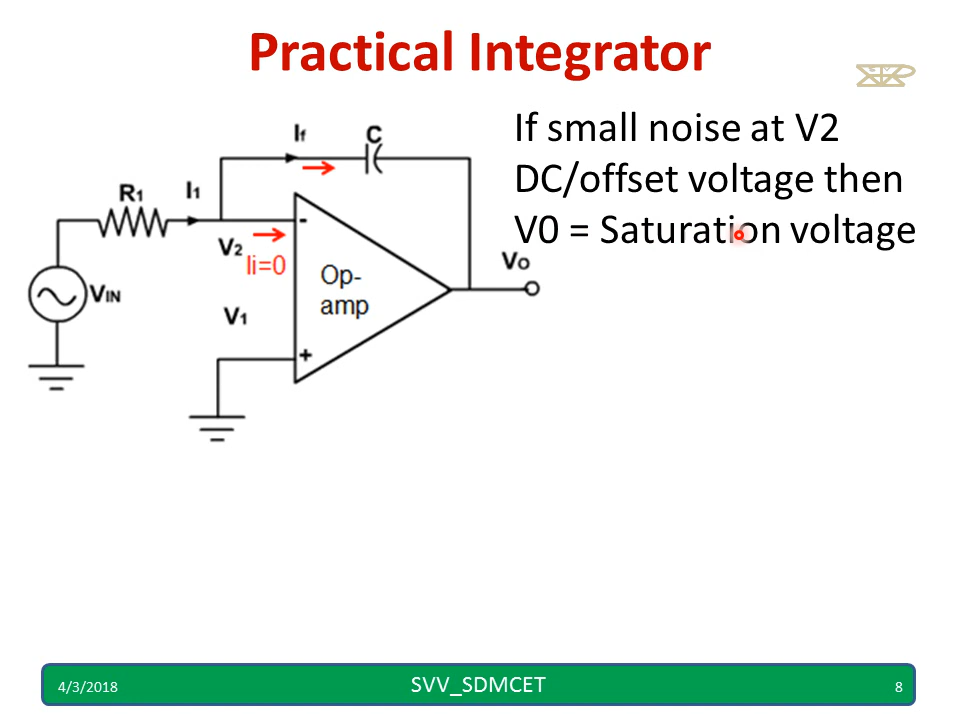 Practical Integrator
If small noise at V2
DC/offset voltage then
V0 = Saturation voltage
If
C
R1
I1
V2
Ii=0
Op-
amp
VO
VIN
V1
-
+
4/3/2018
SVV_SDMCET
8